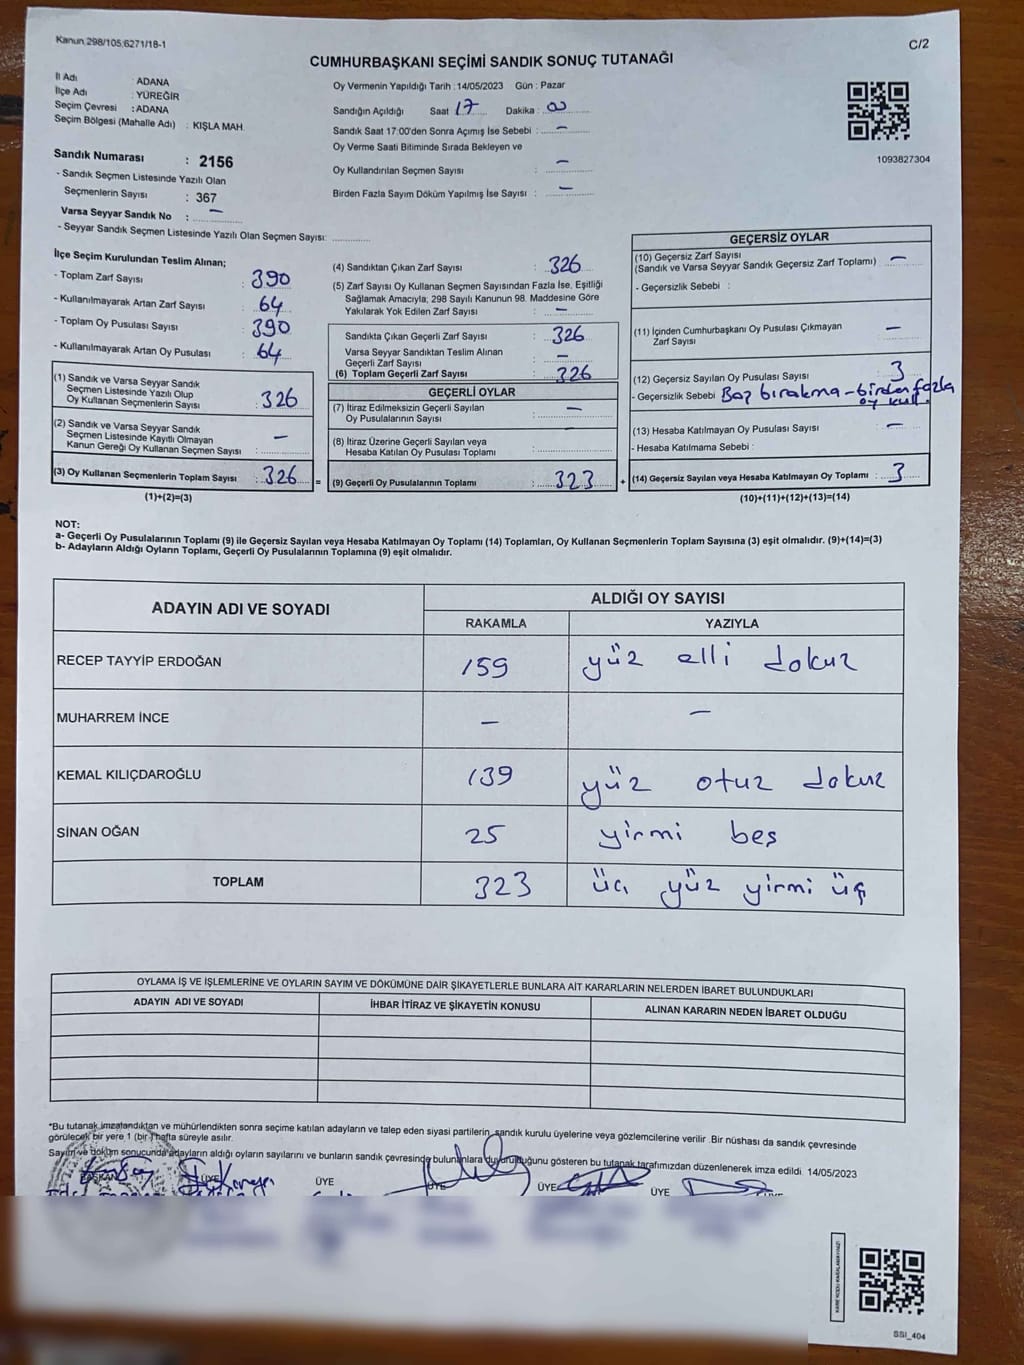 Kanun,298/105,6271/18-1
C/2
CUMHURBAŞKANI SEÇİMİ SANDIK SONUÇ TUTANAĞI
İl Adı : ADANA
İlçe Adı : YÜREĞİR
Seçim Çevresi : ADANA
Seçim Bölgesi (Mahalle Adı) : KIŞLA MAH.
Sandık Numarası : 2156
- Sandık Seçmen Listesinde Yazılı Olan
Seçmenlerin Sayısı : 367
Varsa Seyyar Sandık No : –
- Seyyar Sandık Seçmen Listesinde Yazılı Olan Seçmen Sayısı:
Oy Vermenin Yapıldığı Tarih :14/05/2023 Gün : Pazar
Sandığın Açıldığı Saat 17 Dakika : 00
Sandık Saat 17:00'den Sonra Açımış İse Sebebi : –
Oy Verme Saati Bitiminde Sırada Bekleyen ve
Oy Kullandırılan Seçmen Sayısı : –
Birden Fazla Sayım Döküm Yapılmış İse Sayısı : –
1093827304
İlçe Seçim Kurulundan Teslim Alınan;
- Toplam Zarf Sayısı : 390
- Kullanılmayarak Artan Zarf Sayısı : 64
- Toplam Oy Pusulası Sayısı : 390
- Kullanılmayarak Artan Oy Pusulası : 64
(1) Sandık ve Varsa Seyyar Sandık
Seçmen Listesinde Yazılı Olup
Oy Kullanan Seçmenlerin Sayısı : 326
(2) Sandık ve Varsa Seyyar Sandık
Seçmen Listesinde Kayıtlı Olmayan
Kanun Gereği Oy Kullanan Seçmen Sayısı : –
(3) Oy Kullanan Seçmenlerin Toplam Sayısı : 326 =
(1)+(2)=(3)
(4) Sandıktan Çıkan Zarf Sayısı : 326
(5) Zarf Sayısı Oy Kullanan Seçmen Sayısından Fazla İse, Eşitliği
Sağlamak Amacıyla; 298 Sayılı Kanunun 98. Maddesine Göre
Yakılarak Yok Edilen Zarf Sayısı : –
Sandıkta Çıkan Geçerli Zarf Sayısı : 326
Varsa Seyyar Sandıktan Teslim Alınan
Geçerli Zarf Sayısı : –
(6) Toplam Geçerli Zarf Sayısı : 326
GEÇERLİ OYLAR
(7) İtiraz Edilmeksizin Geçerli Sayılan
Oy Pusulalarının Sayısı : –
(8) İtiraz Üzerine Geçerli Sayılan veya
Hesaba Katılan Oy Pusulası Toplamı :
(9) Geçerli Oy Pusulalarının Toplamı : 323 +
GEÇERSİZ OYLAR
(10) Geçersiz Zarf Sayısı
(Sandık ve Varsa Seyyar Sandık Geçersiz Zarf Toplamı) : –
- Geçersizlik Sebebi :
(11) İçinden Cumhurbaşkanı Oy Pusulası Çıkmayan
Zarf Sayısı : –
(12) Geçersiz Sayılan Oy Pusulası Sayısı : 3
- Geçersizlik Sebebi Boş bırakma - birden fazla
oy kull.
(13) Hesaba Katılmayan Oy Pusulası Sayısı : –
- Hesaba Katılmama Sebebi :
(14) Geçersiz Sayılan veya Hesaba Katılmayan Oy Toplamı : 3
(10)+(11)+(12)+(13)=(14)
NOT:
a- Geçerli Oy Pusulalarının Toplamı (9) ile Geçersiz Sayılan veya Hesaba Katılmayan Oy Toplamı (14) Toplamları, Oy Kullanan Seçmenlerin Toplam Sayısına (3) eşit olmalıdır. (9)+(14)=(3)
b- Adayların Aldığı Oyların Toplamı, Geçerli Oy Pusulalarının Toplamına (9) eşit olmalıdır.
ADAYIN ADI VE SOYADI ALDIĞI OY SAYISI
RAKAMLA YAZIYLA
RECEP TAYYİP ERDOĞAN 159 yüz elli dokuz
MUHARREM İNCE – –
KEMAL KILIÇDAROĞLU 139 yüz otuz dokuz
SİNAN OĞAN 25 yirmi beş
TOPLAM 323 üç yüz yirmi üç
OYLAMA İŞ VE İŞLEMLERİNE VE OYLARIN SAYIM VE DÖKÜMÜNE DAİR ŞİKAYETLERLE BUNLARA AİT KARARLARIN NELERDEN İBARET BULUNDUKLARI
ADAYIN ADI VE SOYADI İHBAR İTİRAZ VE ŞİKAYETİN KONUSU ALINAN KARARIN NEDEN İBARET OLDUĞU
*Bu tutanak imzalandıktan ve mühürlendikten sonra seçime katılan adayların ve talep eden siyasi partilerin, sandık kurulu üyelerine veya gözlemcilerine verilir .Bir nüshası da sandık çevresinde
görülecek bir yere 1 (bir) hafta süreyle asılır.
Sayım ve döküm sonucunda adayların aldığı oyların sayılarını ve bunların sandık çevresinde bulunanlara duyurulduğunu gösteren bu tutanak tarafımızdan düzenlenerek imza edildi. 14/05/2023
BAŞKAN ÜYE ÜYE ÜYE ÜYE ÜYE ÜYE
SSI_404